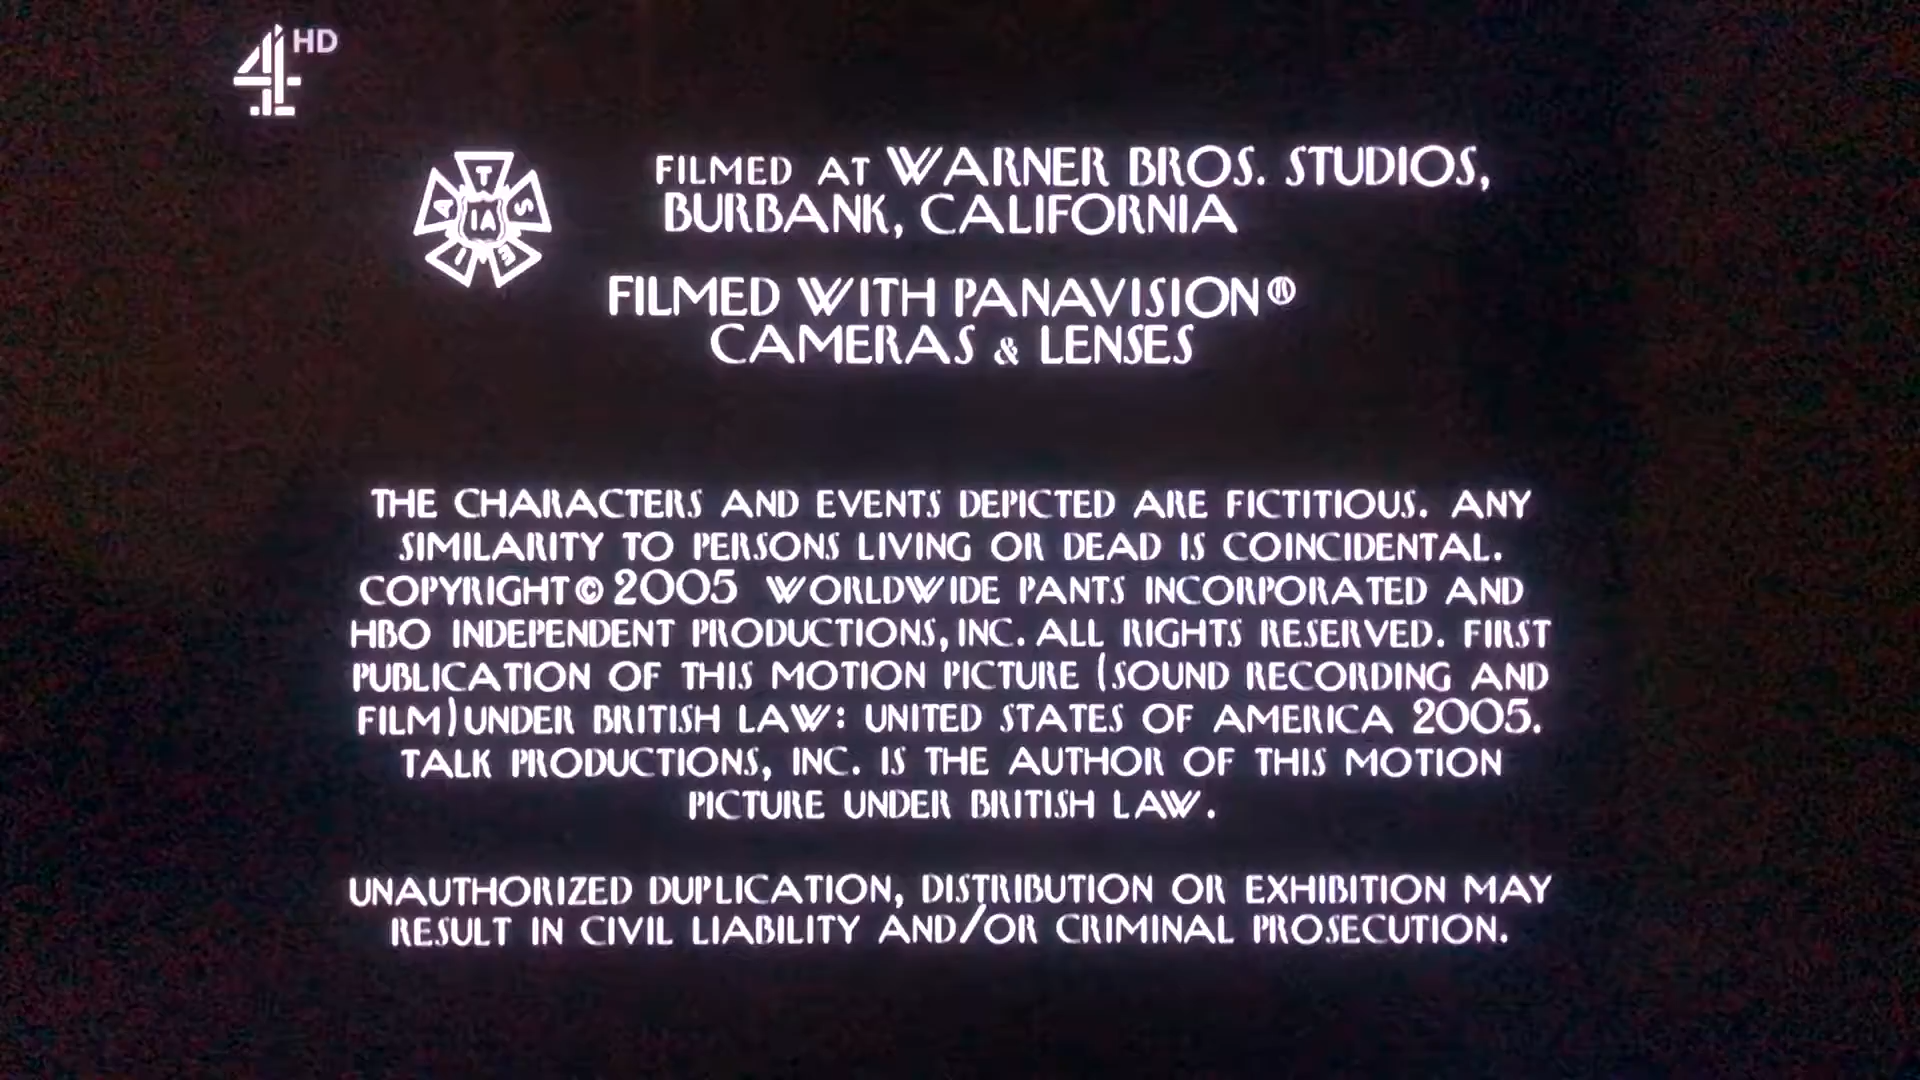 4 HD
FILMED AT WARNER BROS. STUDIOS,
BURBANK, CALIFORNIA
I A T S E
IA
FILMED WITH PANAVISION®
CAMERAS & LENSES
THE CHARACTERS AND EVENTS DEPICTED ARE FICTITIOUS. ANY
SIMILARITY TO PERSONS LIVING OR DEAD IS COINCIDENTAL.
COPYRIGHT © 2005 WORLDWIDE PANTS INCORPORATED AND
HBO INDEPENDENT PRODUCTIONS, INC. ALL RIGHTS RESERVED. FIRST
PUBLICATION OF THIS MOTION PICTURE (SOUND RECORDING AND
FILM) UNDER BRITISH LAW: UNITED STATES OF AMERICA 2005.
TALK PRODUCTIONS, INC. IS THE AUTHOR OF THIS MOTION
PICTURE UNDER BRITISH LAW.
UNAUTHORIZED DUPLICATION, DISTRIBUTION OR EXHIBITION MAY
RESULT IN CIVIL LIABILITY AND/OR CRIMINAL PROSECUTION.